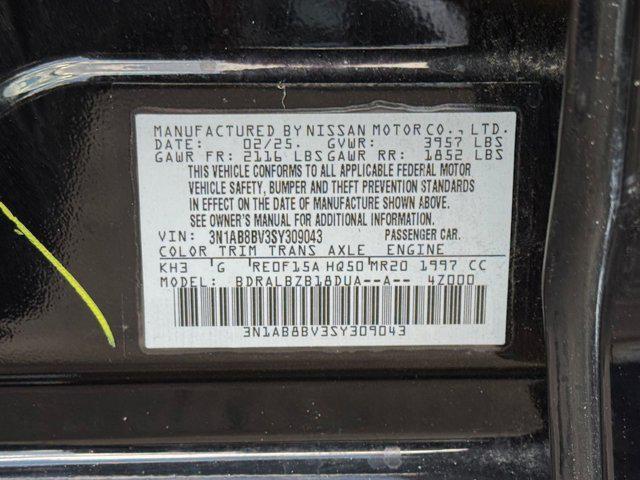 MANUFACTURED BY NISSAN MOTOR CO., LTD.
DATE: 02/25. GVWR: 3957 LBS
GAWR FR: 2116 LBS GAWR RR: 1852 LBS
THIS VEHICLE CONFORMS TO ALL APPLICABLE FEDERAL MOTOR
VEHICLE SAFETY, BUMPER AND THEFT PREVENTION STANDARDS
IN EFFECT ON THE DATE OF MANUFACTURE SHOWN ABOVE.
SEE OWNER'S MANUAL FOR ADDITIONAL INFORMATION
VIN: 3N1AB8BV3SY309043 PASSENGER CAR.
COLOR TRIM TRANS AXLE ENGINE
KH3 G RE0F15A HQ50 MR20 1997 CC
MODEL: BDRALBZB18DUA--A-- 4Z000
3N1AB8BV3SY309043